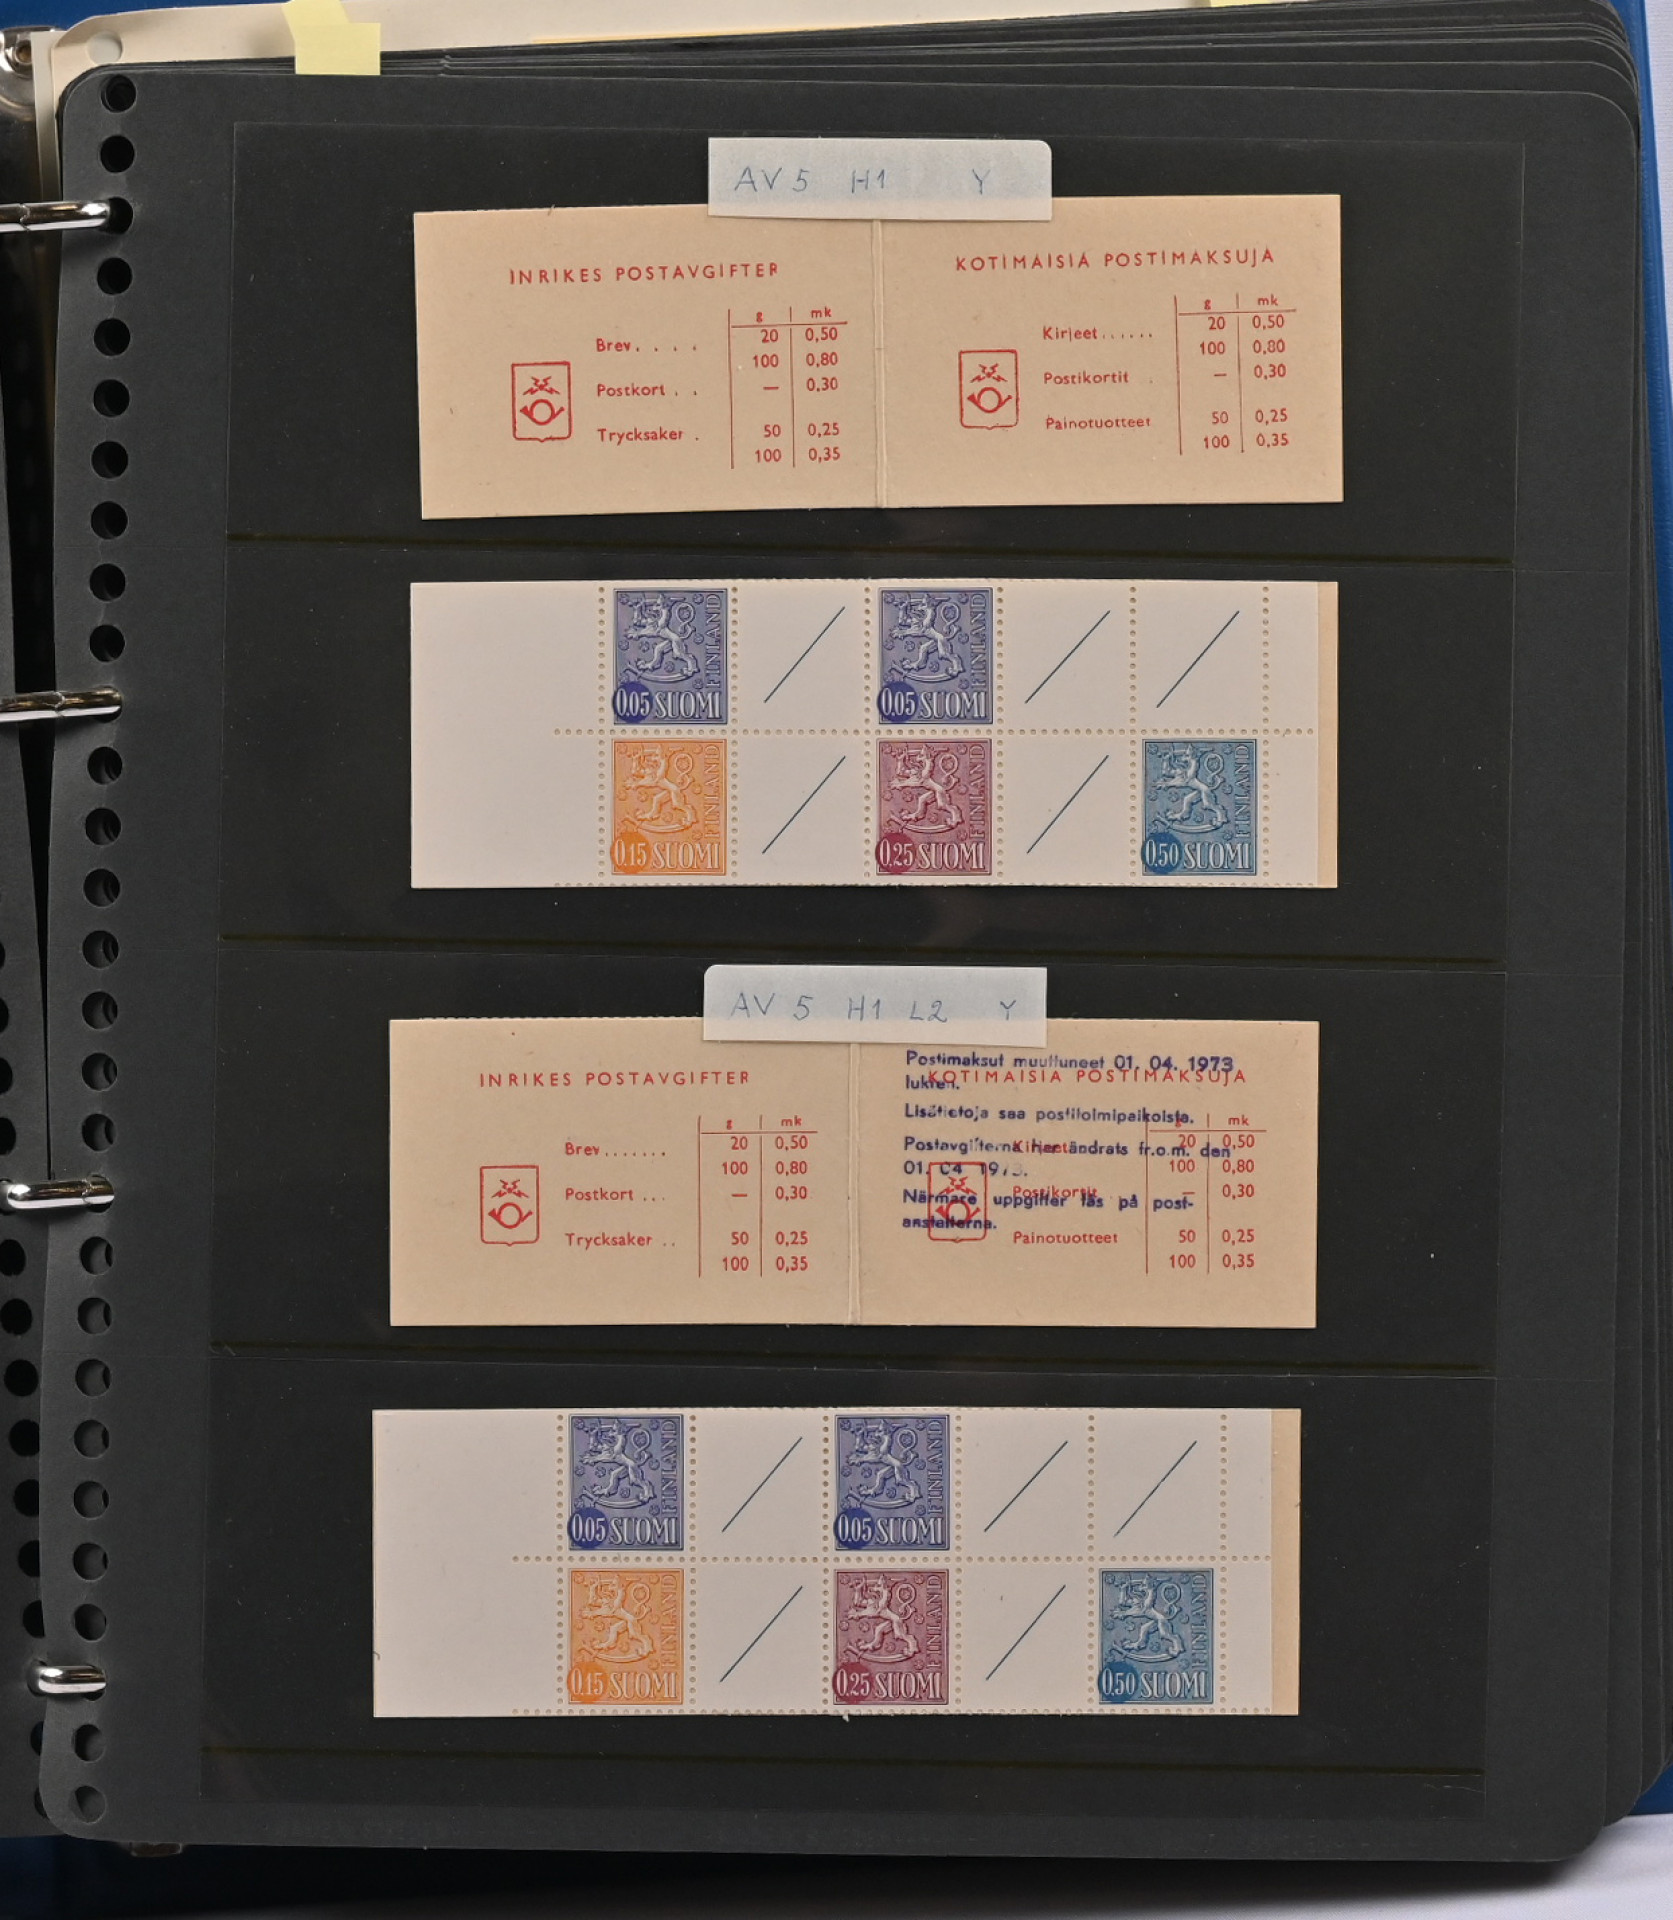 AV 5 H1 Y
INRIKES POSTAVGIFTER
g mk
Brev. . . . 20 0,50
100 0,80
Postkort . . — 0,30
Trycksaker . 50 0,25
100 0,35
KOTIMAISIA POSTIMAKSUJA
g mk
Kirjeet...... 20 0,50
100 0,80
Postikortit . — 0,30
Painotuotteet 50 0,25
100 0,35
FINLAND
0.05 SUOMI
FINLAND
0.05 SUOMI
FINLAND
0.15 SUOMI
FINLAND
0.25 SUOMI
FINLAND
0.50 SUOMI
AV 5 H1 L2 Y
INRIKES POSTAVGIFTER
g mk
Brev....... 20 0,50
100 0,80
Postkort ... — 0,30
Trycksaker .. 50 0,25
100 0,35
Postimaksut muuttuneet 01. 04. 1973
lukien.
KOTIMAISIA POSTIMAKSUJA
Lisätietoja saa postitoimipaikoista.
g mk
20 0,50
Postavgifterna har ändrats fr.o.m. den
Kirjeet
01. 04 1973.
100 0,80
Postikortit — 0,30
Närmare uppgifter fås på post-
anstalterna.
Painotuotteet 50 0,25
100 0,35
FINLAND
0.05 SUOMI
FINLAND
0.05 SUOMI
FINLAND
0.15 SUOMI
FINLAND
0.25 SUOMI
FINLAND
0.50 SUOMI